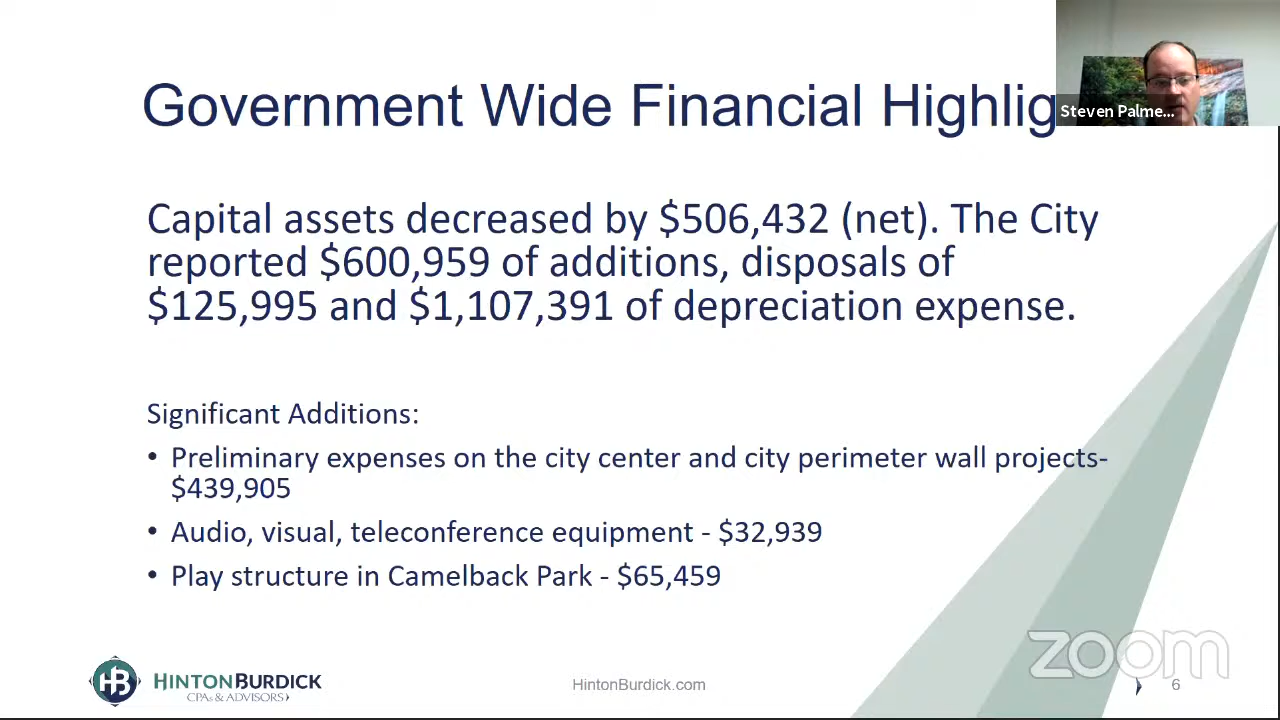 Government Wide Financial Highlig
Steven Palme...
Capital assets decreased by $506,432 (net). The City
reported $600,959 of additions, disposals of
$125,995 and $1,107,391 of depreciation expense.
Significant Additions:
• Preliminary expenses on the city center and city perimeter wall projects-
$439,905
• Audio, visual, teleconference equipment - $32,939
• Play structure in Camelback Park - $65,459
zoom
HB HINTONBURDICK
CPAs & ADVISORS
HintonBurdick.com
6